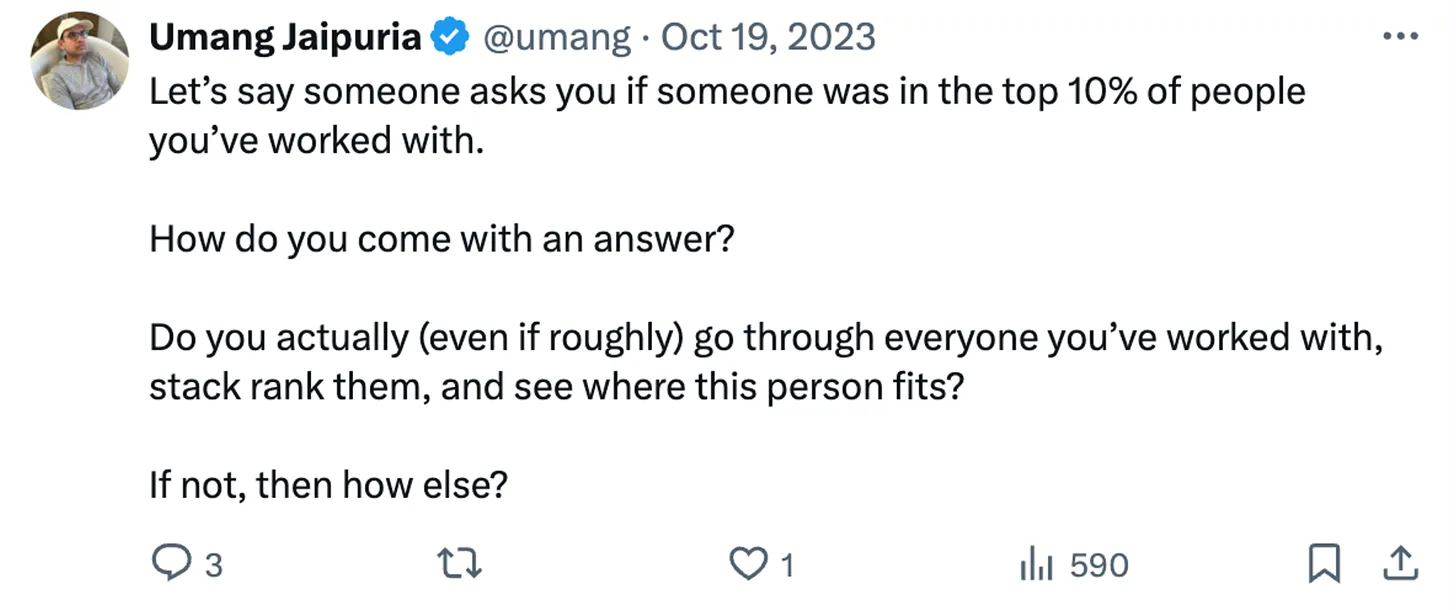 Umang Jaipuria @umang · Oct 19, 2023
Let’s say someone asks you if someone was in the top 10% of people
you’ve worked with.
How do you come with an answer?
Do you actually (even if roughly) go through everyone you’ve worked with,
stack rank them, and see where this person fits?
If not, then how else?
3 1 590